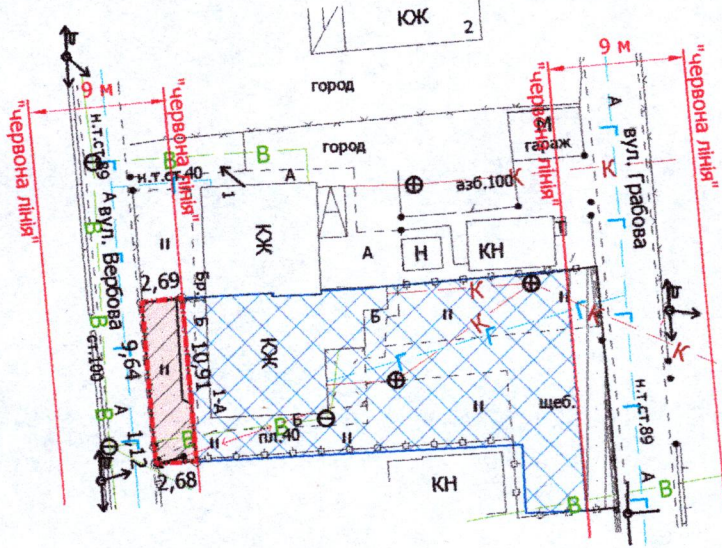 КЖ
2
9 м
9 м
"червона лінія"
"червона лінія"
"червона лінія"
"червона лінія"
город
город
М
гараж
азб.100
К
К
А
вул. Грабова
н.т.ст.89
А
вул. Вербова
В
В
В
н.т.ст.40
А
1
КЖ
А
Н
КН
Г
II
2,69
Бр.
Б
10,91
КЖ
1
А
Б
Б
К
К
К
Г
Г
II
II
II
II
II
II
9,64
В
ст.100
А
1,12
В
2,68
В
пл.40
щеб.
н.т.ст.89
А
КН
В
В